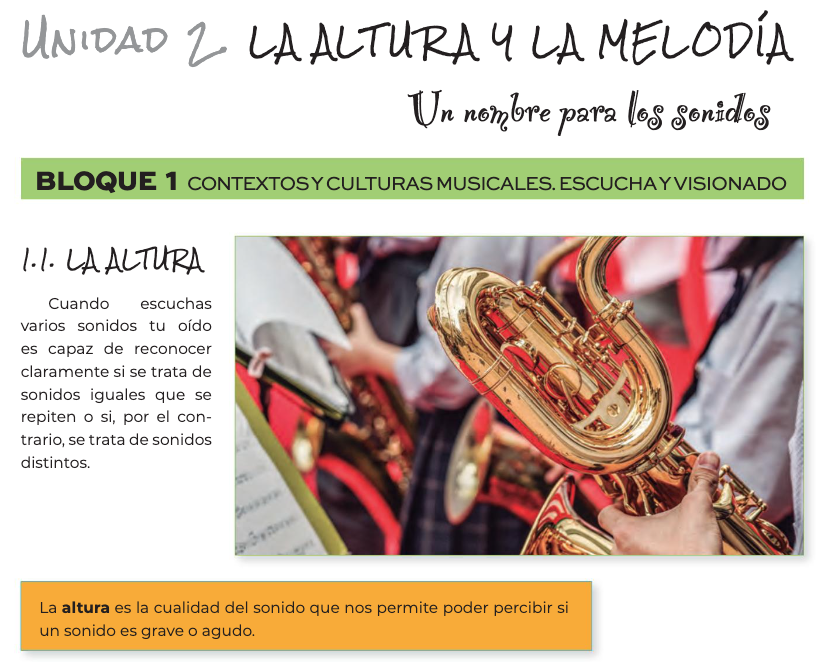 Unidad 2. LA ALTURA Y LA MELODÍA
Un nombre para los sonidos
BLOQUE 1 CONTEXTOS Y CULTURAS MUSICALES. ESCUCHA Y VISIONADO
1.1. LA ALTURA
Cuando escuchas
varios sonidos tu oído
es capaz de reconocer
claramente si se trata de
sonidos iguales que se
repiten o si, por el con-
trario, se trata de sonidos
distintos.
La altura es la cualidad del sonido que nos permite poder percibir si
un sonido es grave o agudo.